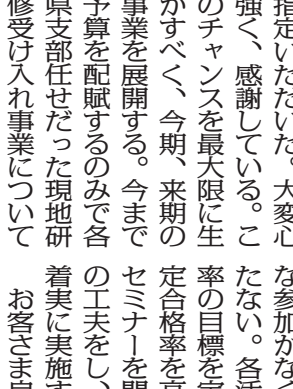 指定いただいた。大変心
強く、感謝している。こ
のチャンスを最大限に生
かすべく、今期、来期の
事業を展開する。今まで
予算を配賦するのみで各
県支部任せだった現地研
修受け入れ事業について
な参加がな
たない。各活
率の目標を
定合格率を
セミナーを開
の工夫をし、
着実に実施す
お客さま自